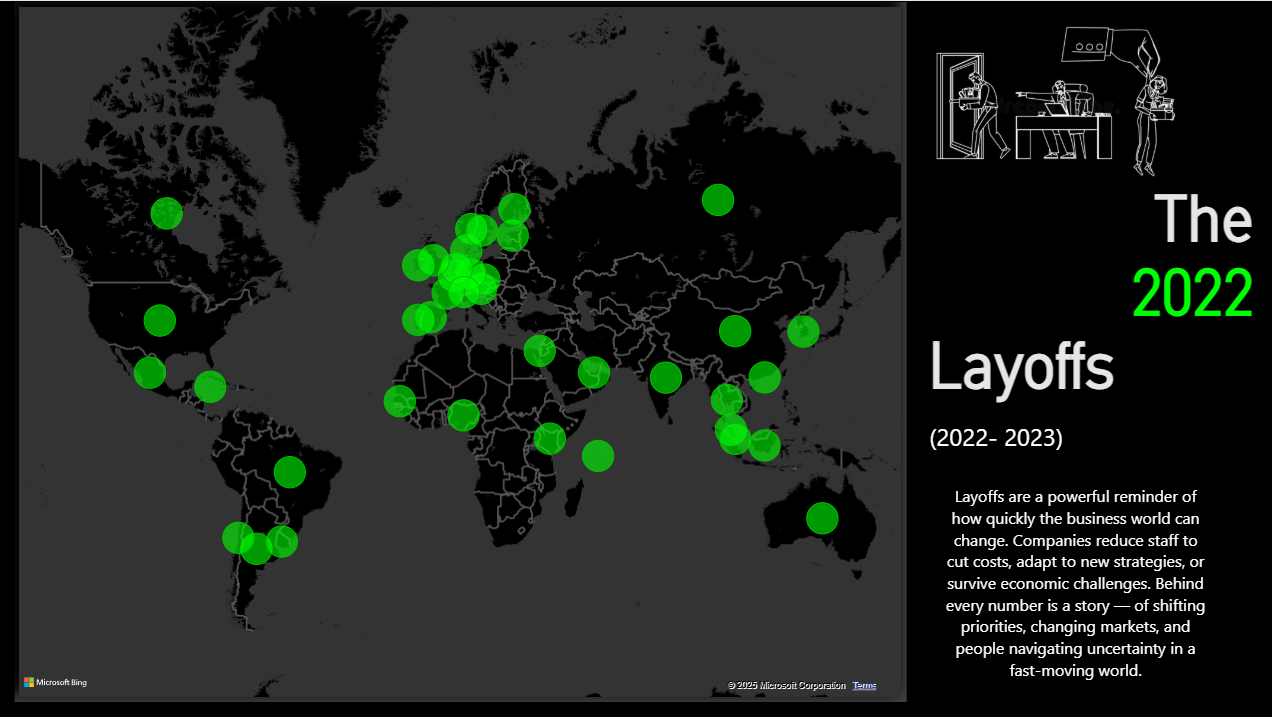 The
2022
Layoffs
(2022- 2023)
Layoffs are a powerful reminder of
how quickly the business world can
change. Companies reduce staff to
cut costs, adapt to new strategies, or
survive economic challenges. Behind
every number is a story — of shifting
priorities, changing markets, and
people navigating uncertainty in a
fast-moving world.
Microsoft Bing
© 2025 Microsoft Corporation Terms